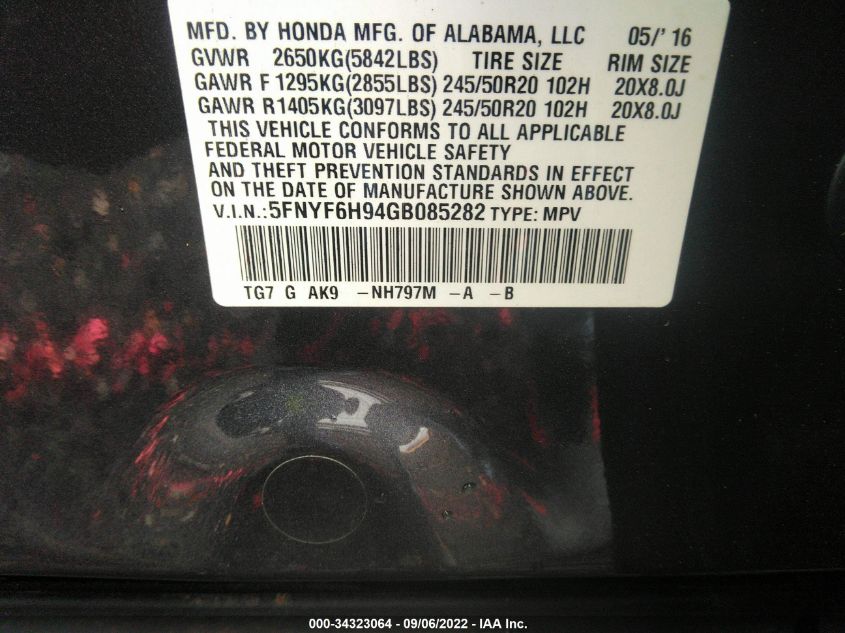 MFD. BY HONDA MFG. OF ALABAMA, LLC 05/' 16
GVWR 2650KG(5842LBS) TIRE SIZE RIM SIZE
GAWR F 1295KG(2855LBS) 245/50R20 102H 20X8.0J
GAWR R1405KG(3097LBS) 245/50R20 102H 20X8.0J
THIS VEHICLE CONFORMS TO ALL APPLICABLE
FEDERAL MOTOR VEHICLE SAFETY
AND THEFT PREVENTION STANDARDS IN EFFECT
ON THE DATE OF MANUFACTURE SHOWN ABOVE.
V.I.N.:5FNYF6H94GB085282 TYPE: MPV
TG7 G AK9 -NH797M -A -B
000-34323064 - 09/06/2022 - IAA Inc.